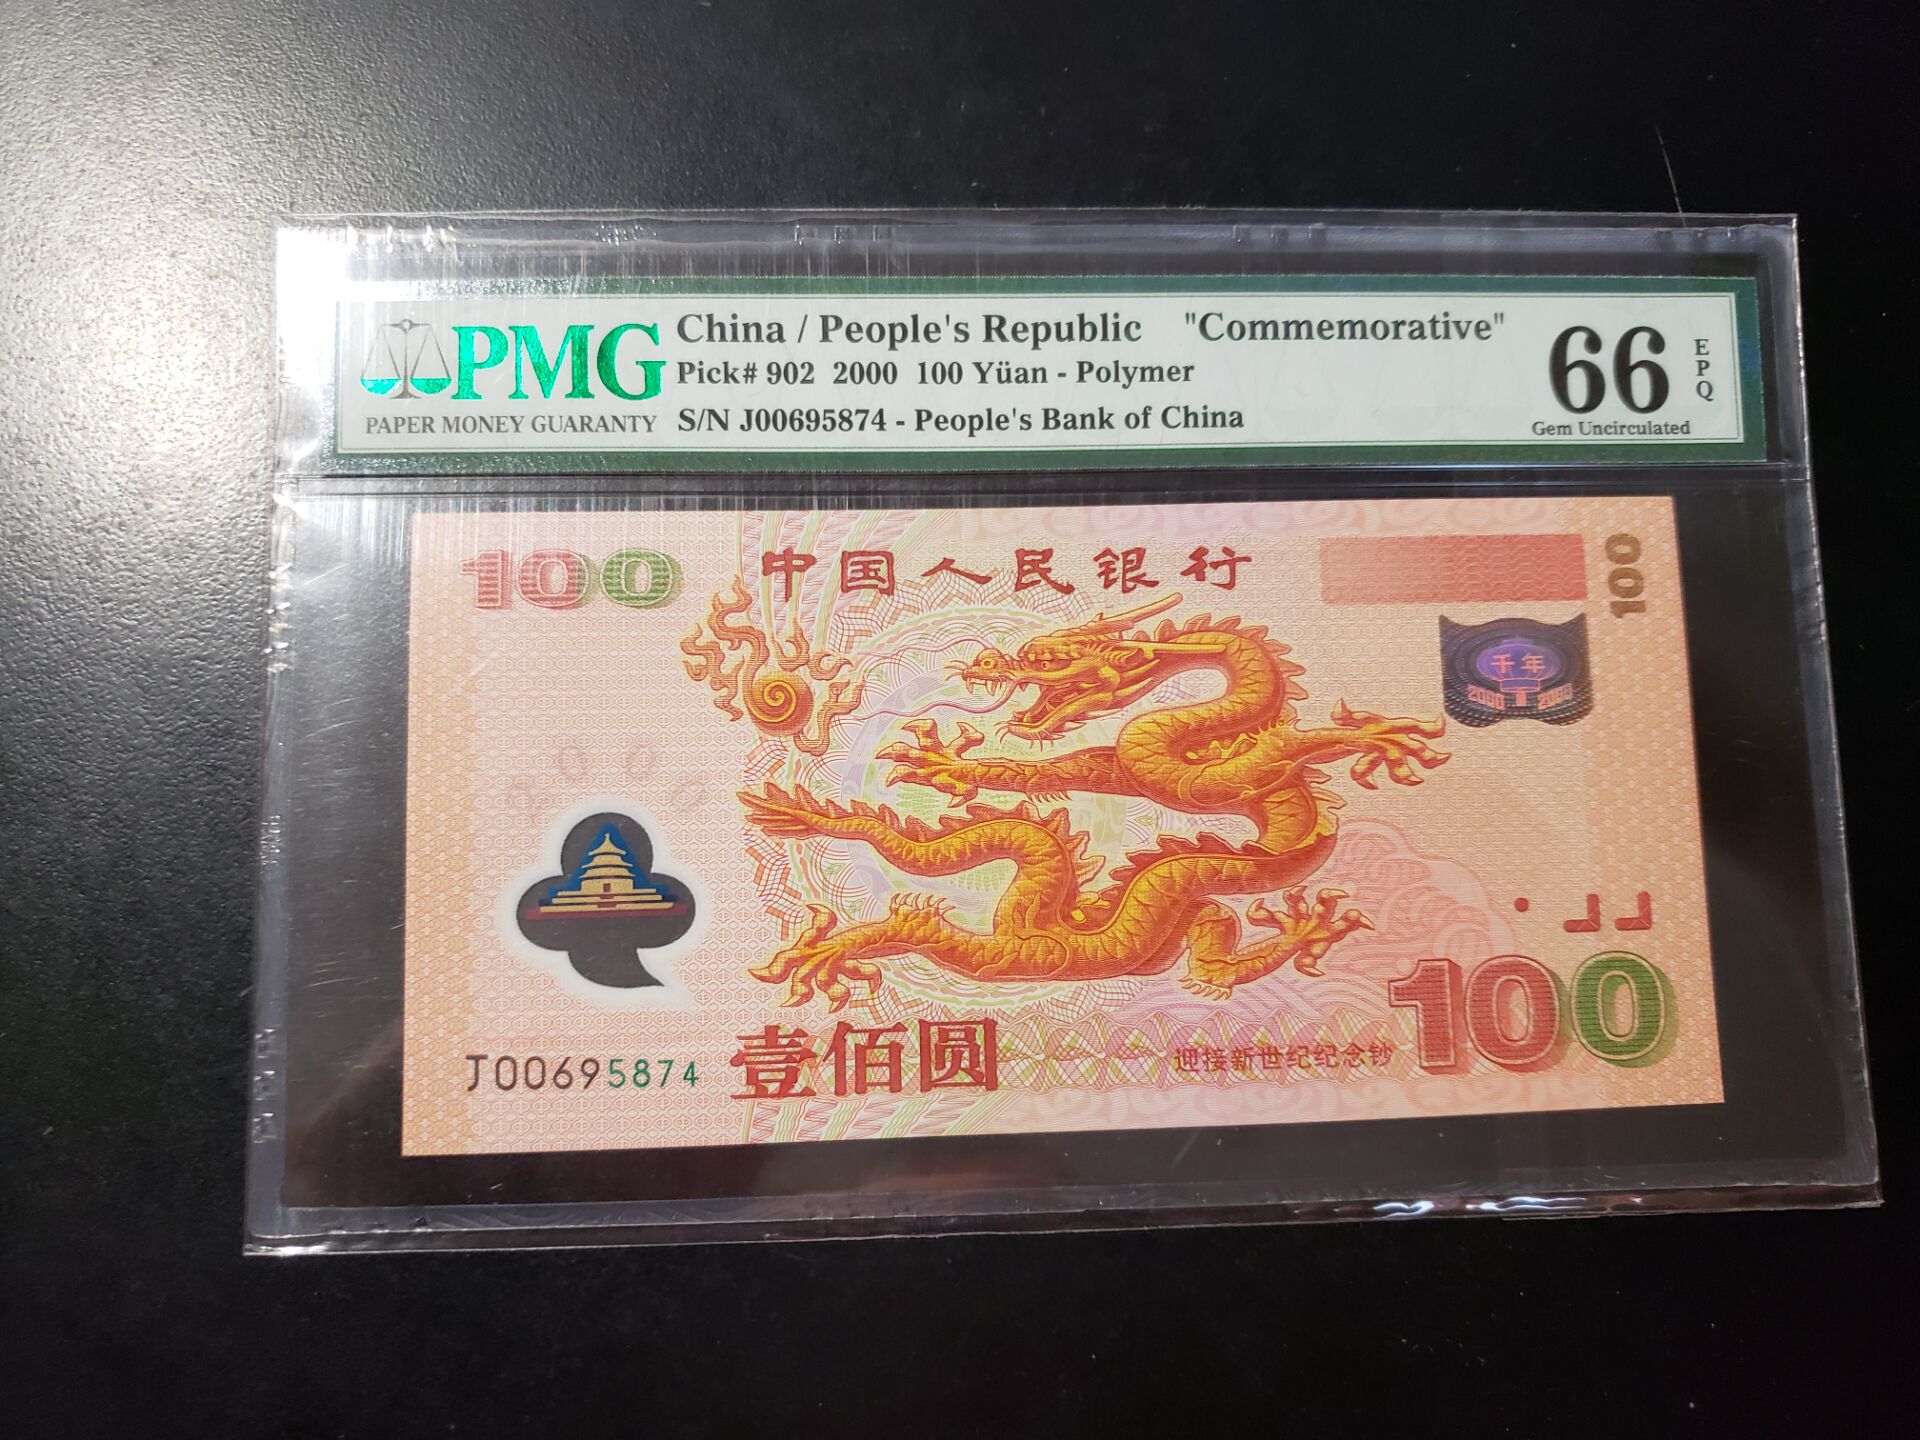 PMG
PAPER MONEY GUARANTY
China / People's Republic "Commemorative"
Pick# 902 2000 100 Yüan - Polymer
S/N J00695874 - People's Bank of China
66
EPQ
Gem Uncirculated
100
中国人民银行
100
千年
2000 2000
J00695874
壹佰圆
迎接新世纪纪念钞
100